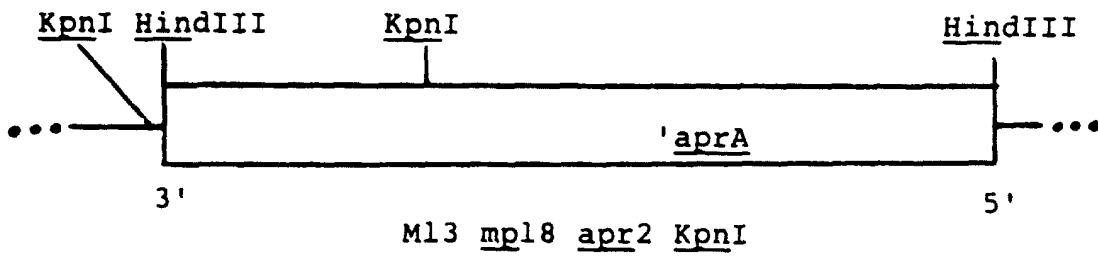 KpnI HindIII KpnI HindIII
'aprA
3' 5'
M13 mp18 apr2 KpnI